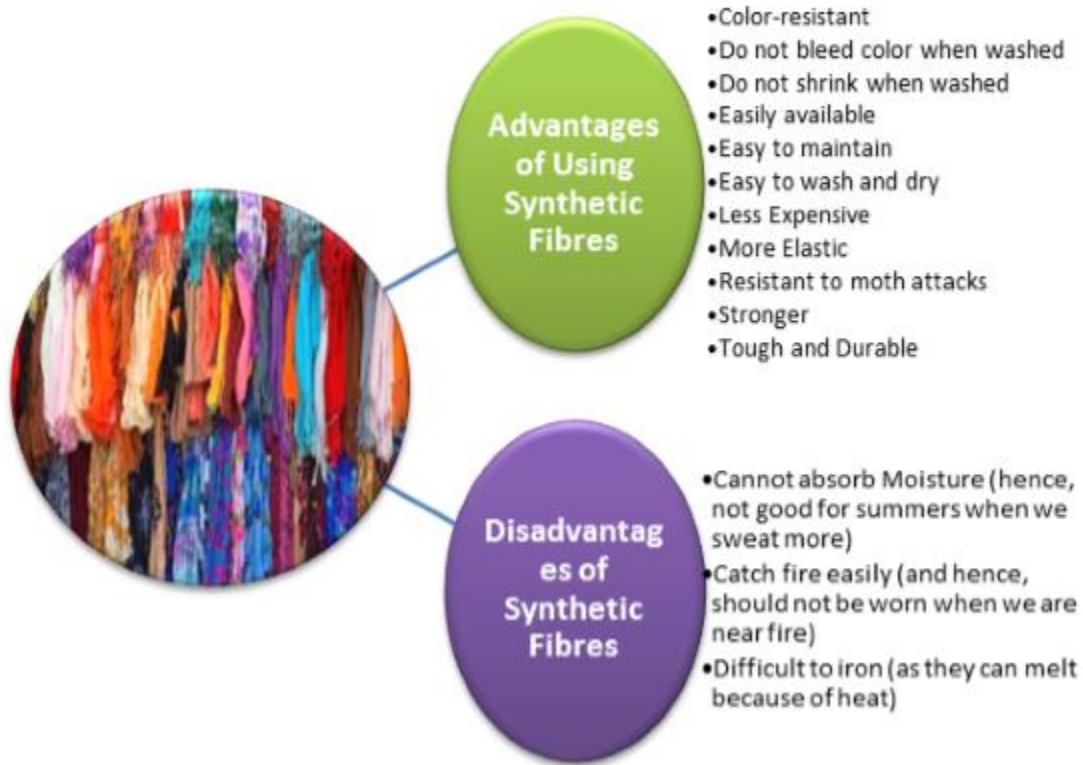 Advantages
of Using
Synthetic
Fibres
•Color-resistant
•Do not bleed color when washed
•Do not shrink when washed
•Easily available
•Easy to maintain
•Easy to wash and dry
•Less Expensive
•More Elastic
•Resistant to moth attacks
•Stronger
•Tough and Durable
Disadvantag
es of
Synthetic
Fibres
•Cannot absorb Moisture (hence,
not good for summers when we
sweat more)
•Catch fire easily (and hence,
should not be worn when we are
near fire)
•Difficult to iron (as they can melt
because of heat)